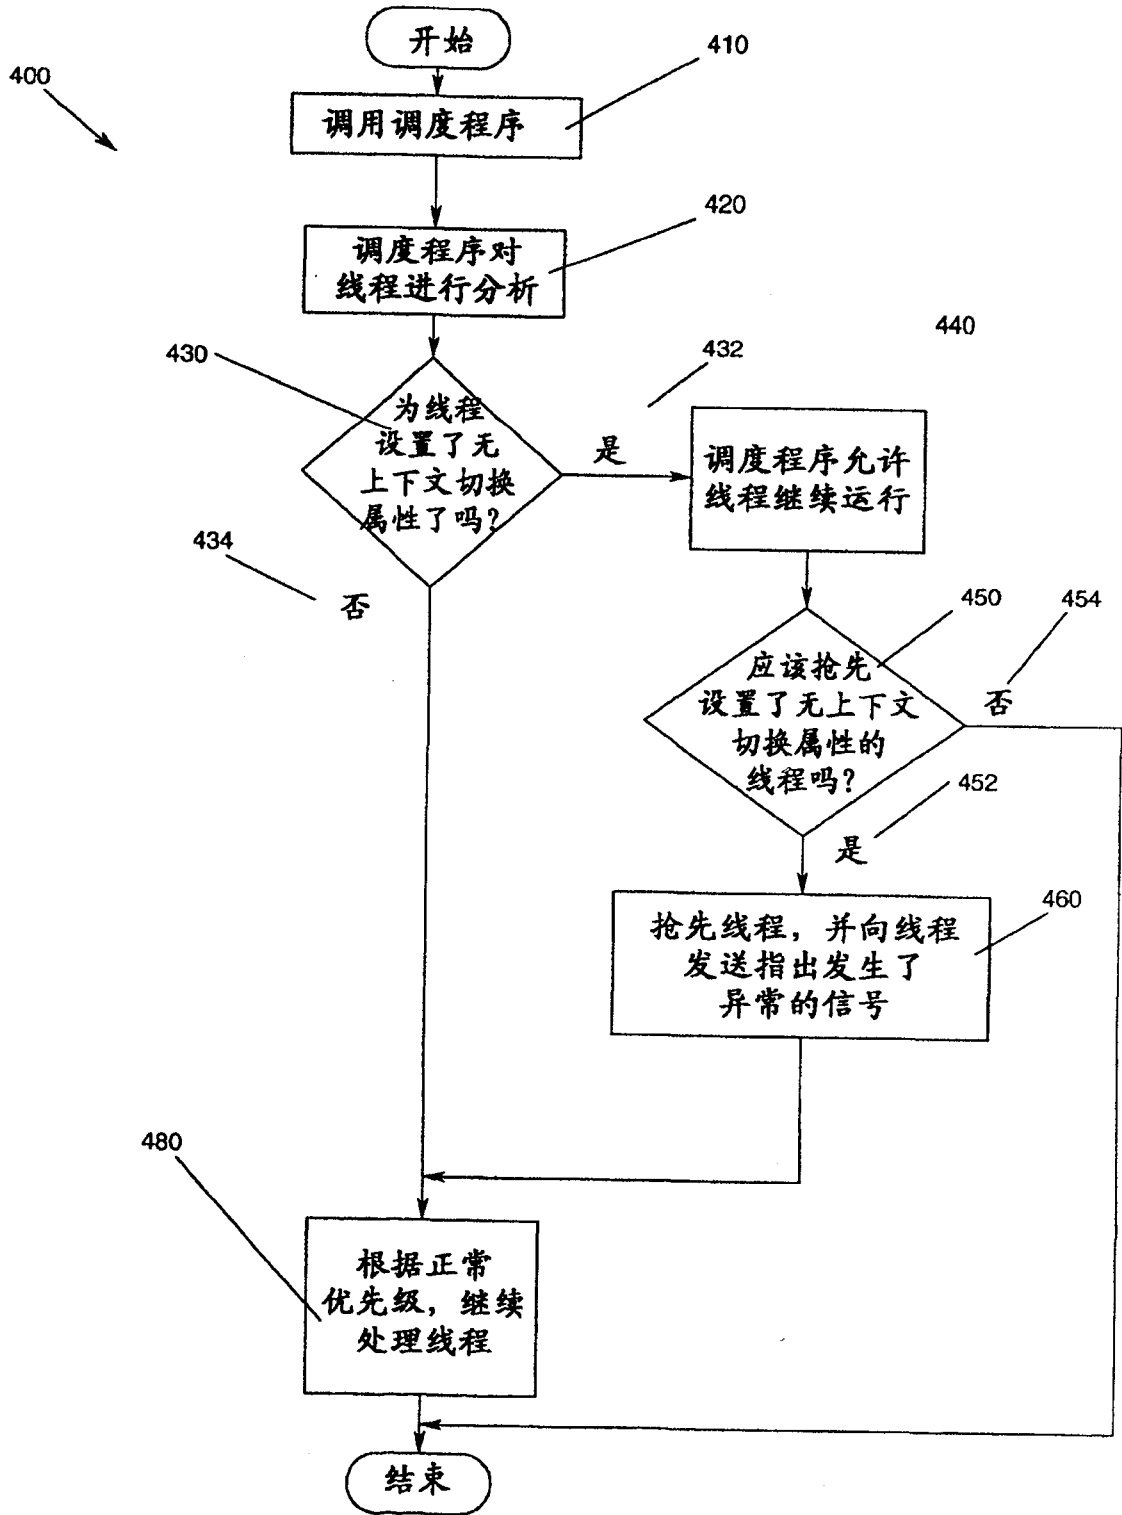 开始
400
410
调用调度程序
420
调度程序对
线程进行分析
430
432
440
为线程
设置了无
上下文切换
属性了吗?
是
调度程序允许
线程继续运行
434
否
450
454
应该抢先
设置了无上下文
切换属性的
线程吗?
否
452
是
460
抢先线程，并向线程
发送指出发生了
异常的信号
480
根据正常
优先级，继续
处理线程
结束